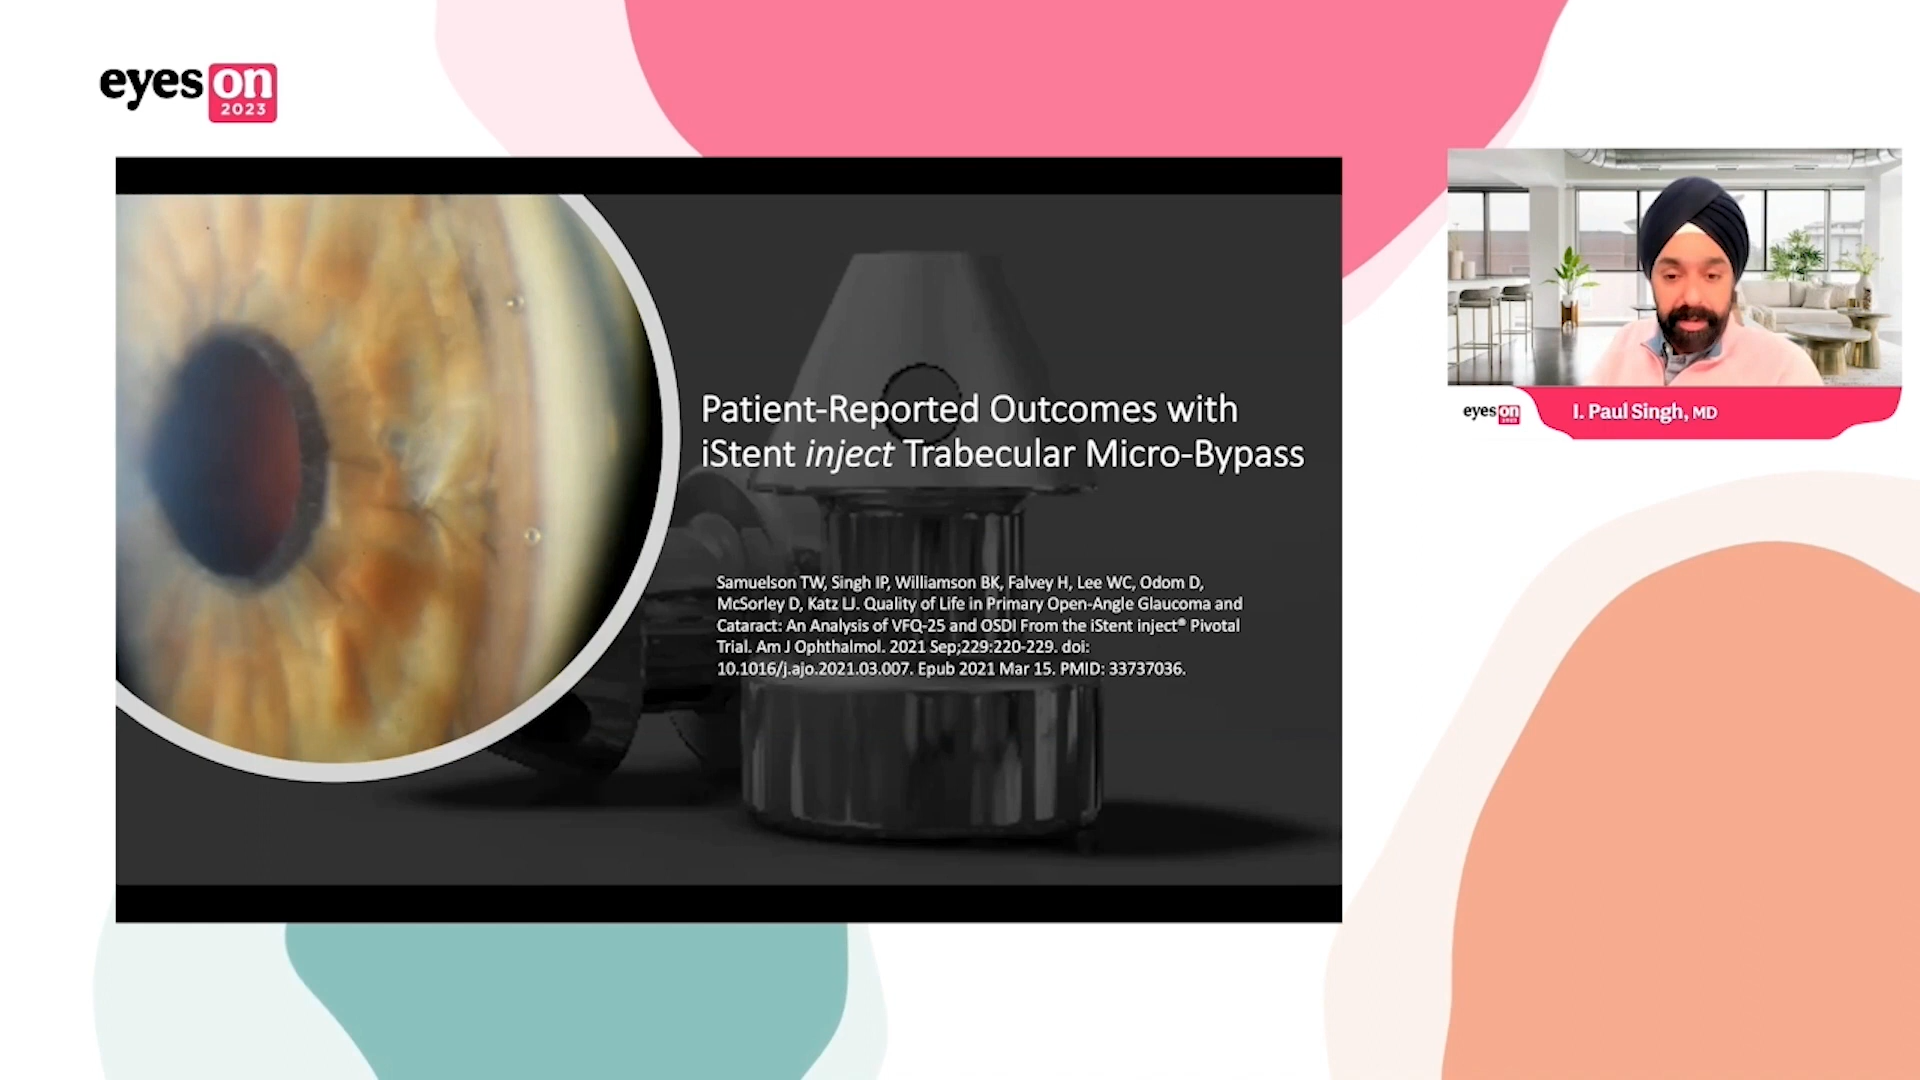 eyes on
2023
Patient-Reported Outcomes with
iStent inject Trabecular Micro-Bypass
Samuelson TW, Singh IP, Williamson BK, Falvey H, Lee WC, Odom D,
McSorley D, Katz LJ. Quality of Life in Primary Open-Angle Glaucoma and
Cataract: An Analysis of VFQ-25 and OSDI From the iStent inject® Pivotal
Trial. Am J Ophthalmol. 2021 Sep;229:220-229. doi:
10.1016/j.ajo.2021.03.007. Epub 2021 Mar 15. PMID: 33737036.
eyes on
2023
I. Paul Singh, MD